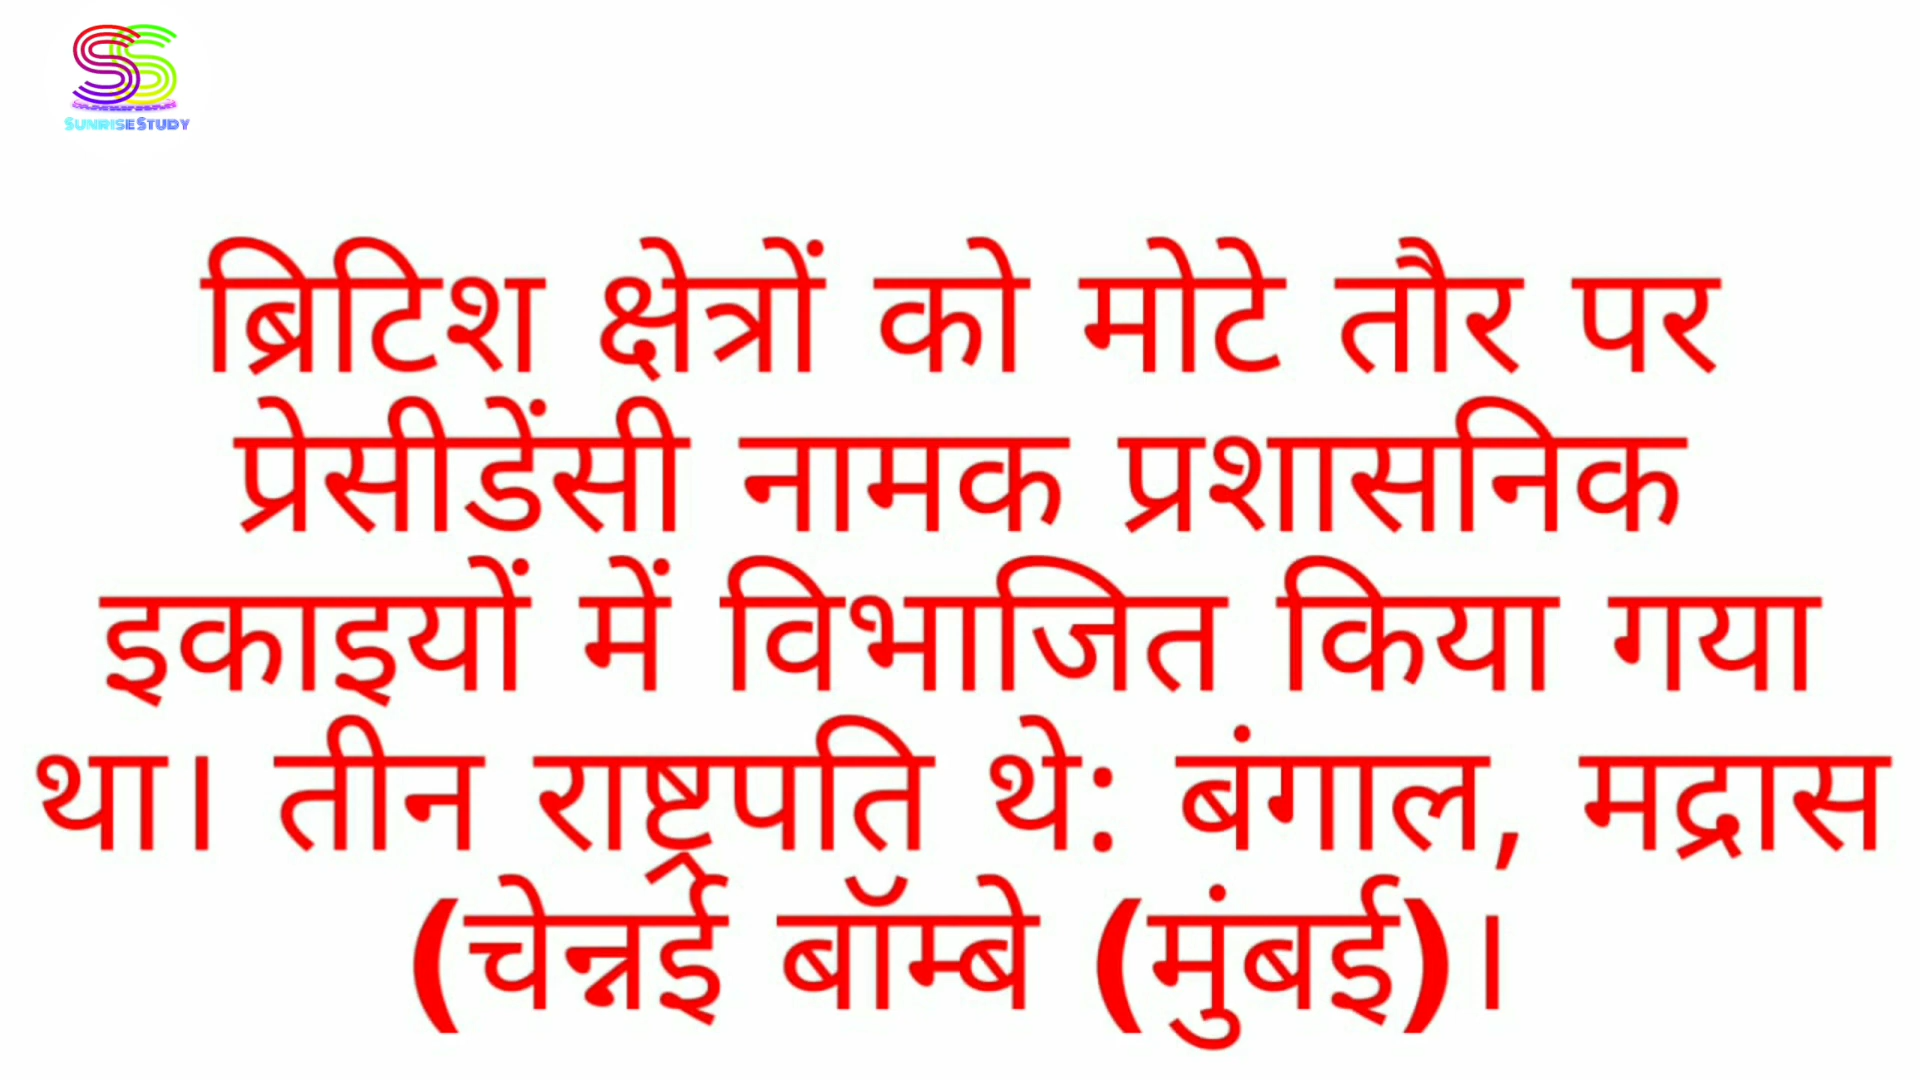 SUNRISE STUDY
ब्रिटिश क्षेत्रों को मोटे तौर पर
प्रेसीडेंसी नामक प्रशासनिक
इकाइयों में विभाजित किया गया
था। तीन राष्ट्रपति थे: बंगाल, मद्रास
(चेन्नई बॉम्बे (मुंबई)।